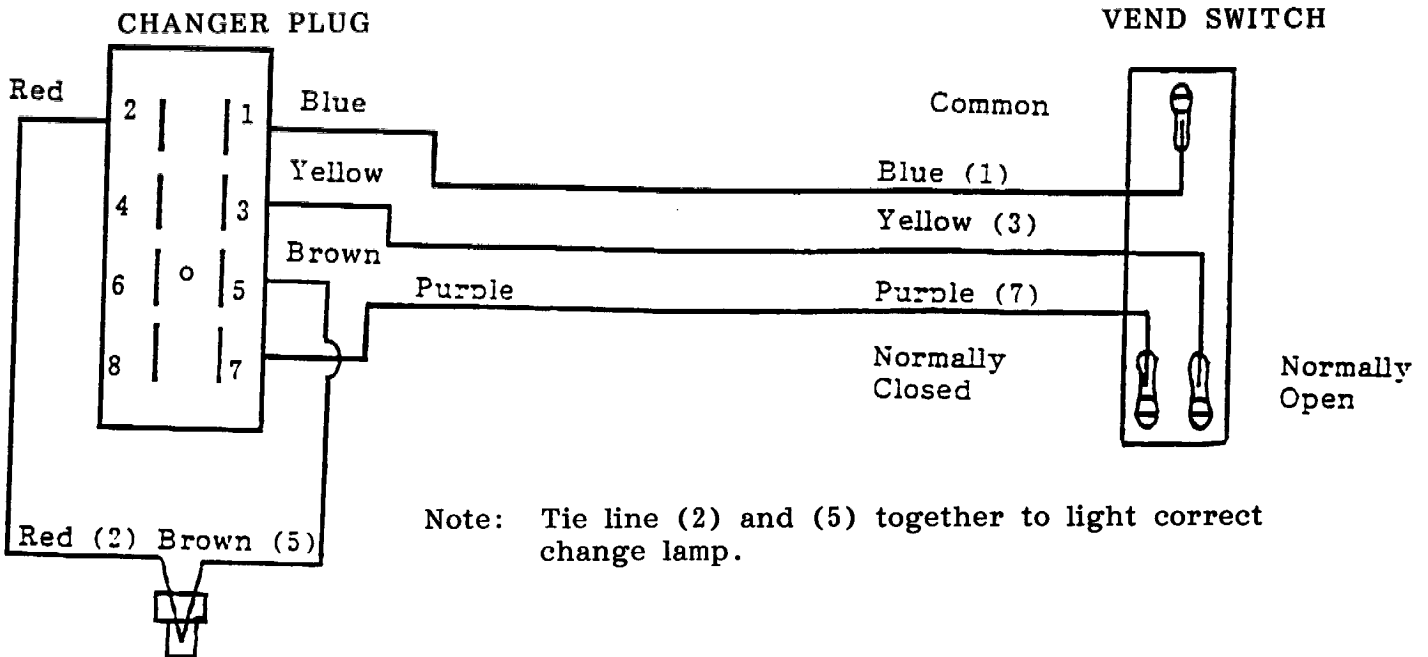 CHANGER PLUG
VEND SWITCH
Red
2
1
Blue
Common
Yellow
Blue (1)
4
3
Yellow (3)
Brown
6
o
5
Purple
Purple (7)
8
7
Normally
Closed
Normally
Open
Red (2) Brown (5)
Note: Tie line (2) and (5) together to light correct
change lamp.